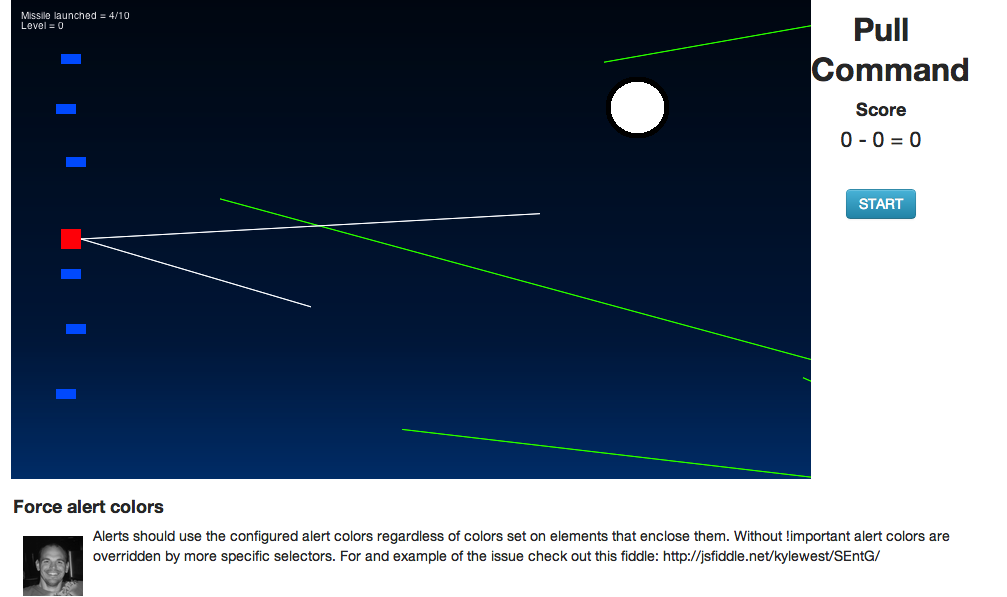 Missile launched = 4/10
Level = 0
Pull
Command
Score
0 - 0 = 0
START
Force alert colors
Alerts should use the configured alert colors regardless of colors set on elements that enclose them. Without !important alert colors are
overridden by more specific selectors. For and example of the issue check out this fiddle: http://jsfiddle.net/kylewest/SEntG/